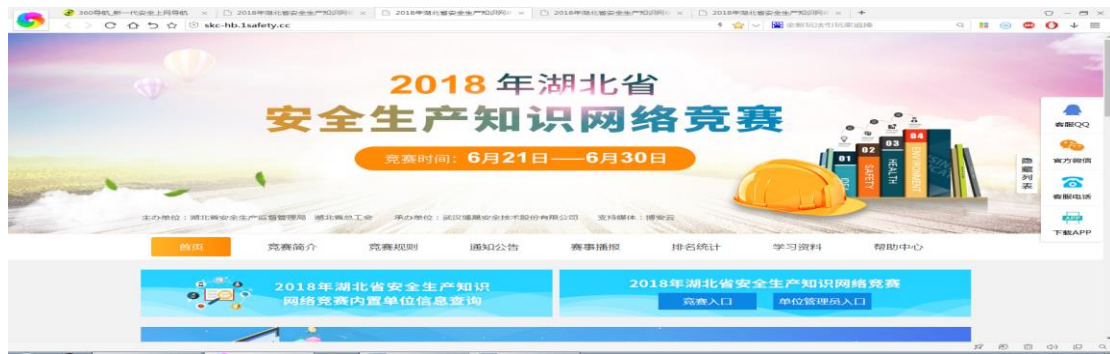 360导航_新一代安全上网导航
2018年湖北省安全生产知识网络
2018年湖北省安全生产知识网络
2018年湖北省安全生产知识网络
2018年湖北省安全生产知识网络
skc-hb.1safety.cc
2018年湖北省
安全生产知识网络竞赛
竞赛时间：6月21日——6月30日
01
02
03
04
SAFETY
HEALTH
ENVIRONMENT
主办单位：湖北省安全生产监督管理局 湖北省总工会 承办单位：武汉博晟安全技术股份有限公司 支持媒体：博安云
隐藏列表
客服QQ
官方微信
客服电话
下载APP
首页 竞赛简介 竞赛规则 通知公告 赛事播报 排名统计 学习资料 帮助中心
2018年湖北省安全生产知识
网络竞赛内置单位信息查询
2018年湖北省安全生产知识网络竞赛
竞赛入口 单位管理员入口